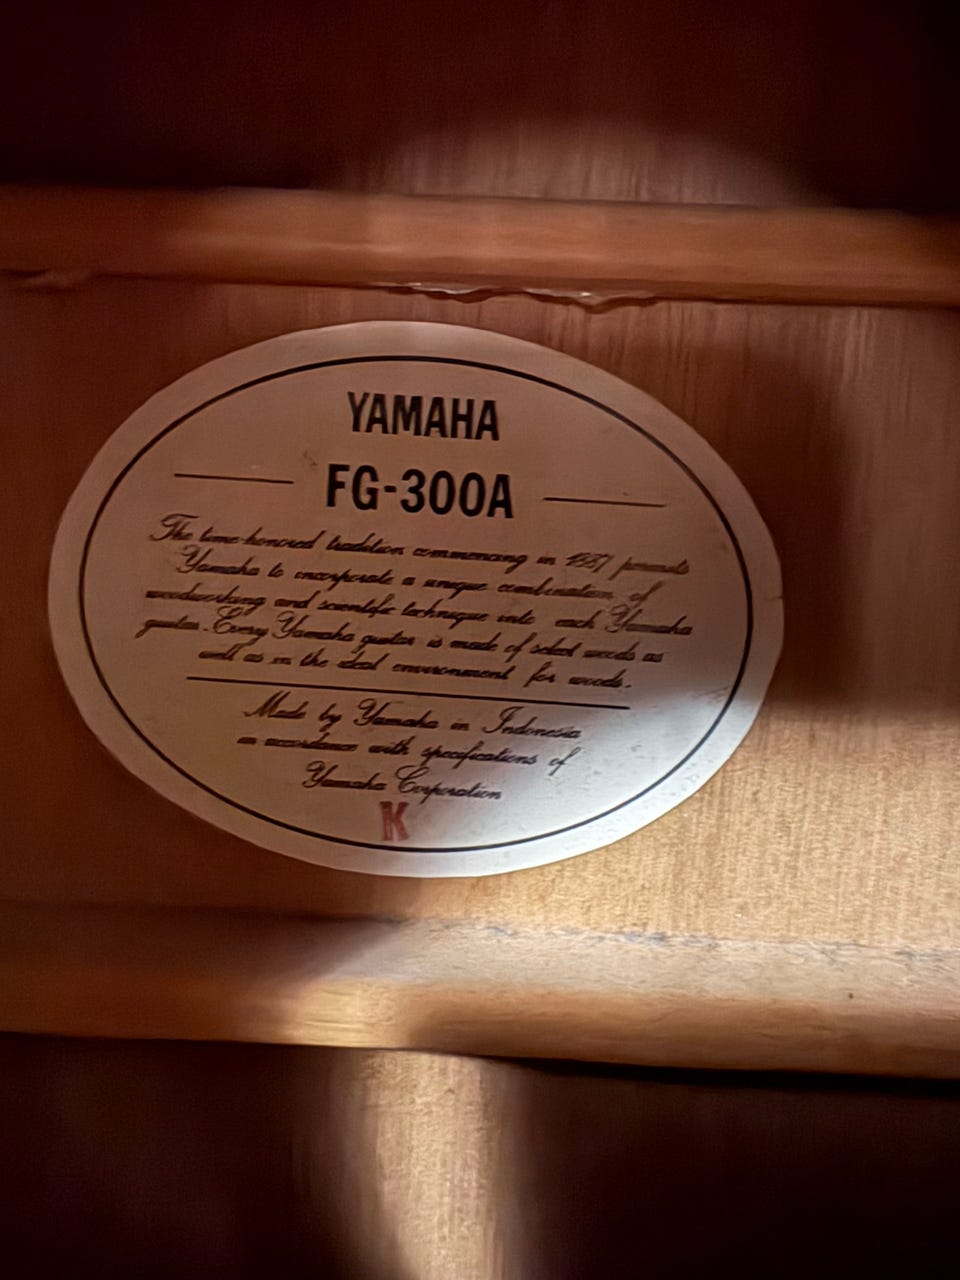 YAMAHA
FG-300A
The time-honored tradition commencing in 1887 permits
Yamaha to incorporate a unique combination of
woodworking and scientific technique into each Yamaha
guitar. Every Yamaha guitar is made of select woods as
well as in the ideal environment for woods.
Made by Yamaha in Indonesia
in accordance with specifications of
Yamaha Corporation
K